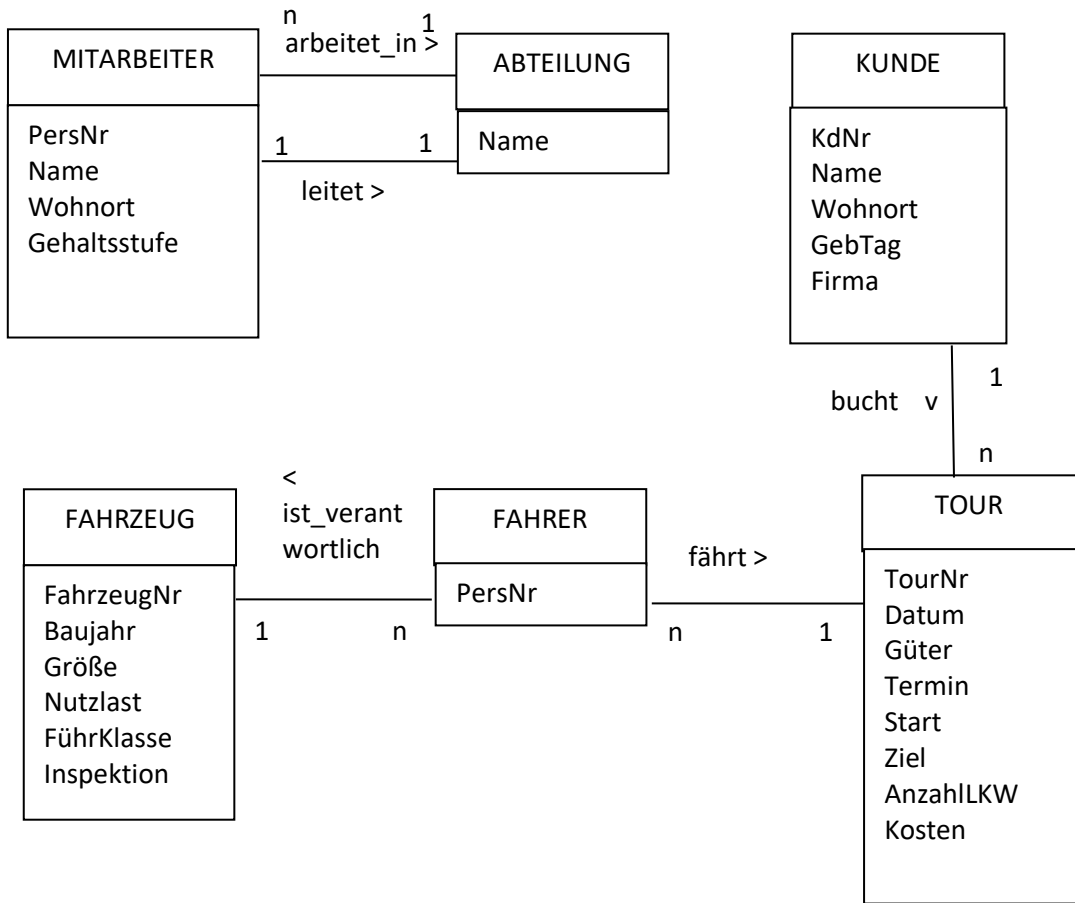 n
1
arbeitet_in >
MITARBEITER
PersNr
Name
Wohnort
Gehaltsstufe
1
1
leitet >
ABTEILUNG
Name
KUNDE
KdNr
Name
Wohnort
GebTag
Firma
1
bucht v
n
FAHRZEUG
FahrzeugNr
Baujahr
Größe
Nutzlast
FührKlasse
Inspektion
<
ist_verant
wortlich
1
n
FAHRER
PersNr
fährt >
n
1
TOUR
TourNr
Datum
Güter
Termin
Start
Ziel
AnzahlLKW
Kosten